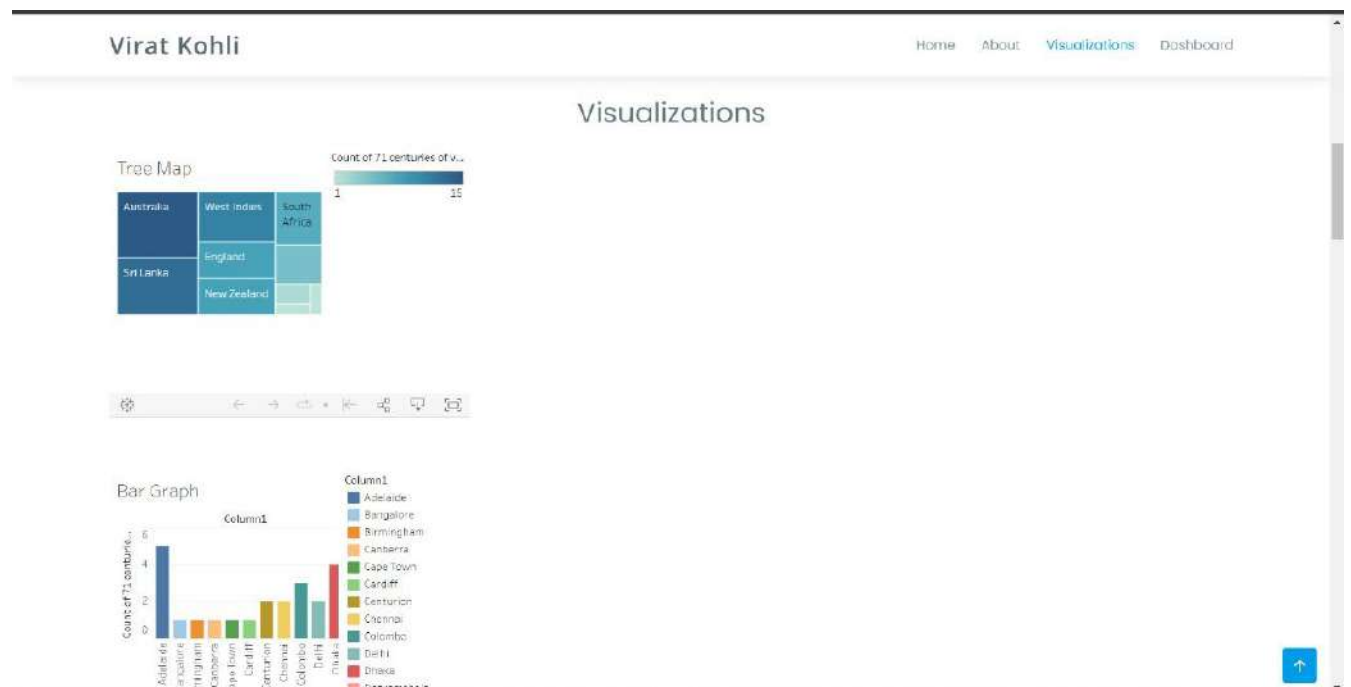 Virat Kohli
Home About Visualizations Dashboard
Visualizations
Tree Map
Count of 71 centuries of v...
1 15
Australia
West Indies
South
Africa
England
Sri Lanka
New Zealand
Bar Graph
Column1
Column1
Count of 71 centurie...
6
4
2
0
Adelaide
Canberra
Cardiff
Centurion
Chennai
Colombo
Delhi
Dhaka
Adelaide
Bangalore
Birmingham
Canberra
Cape Town
Cardiff
Centurion
Chennai
Colombo
Delhi
Dhaka